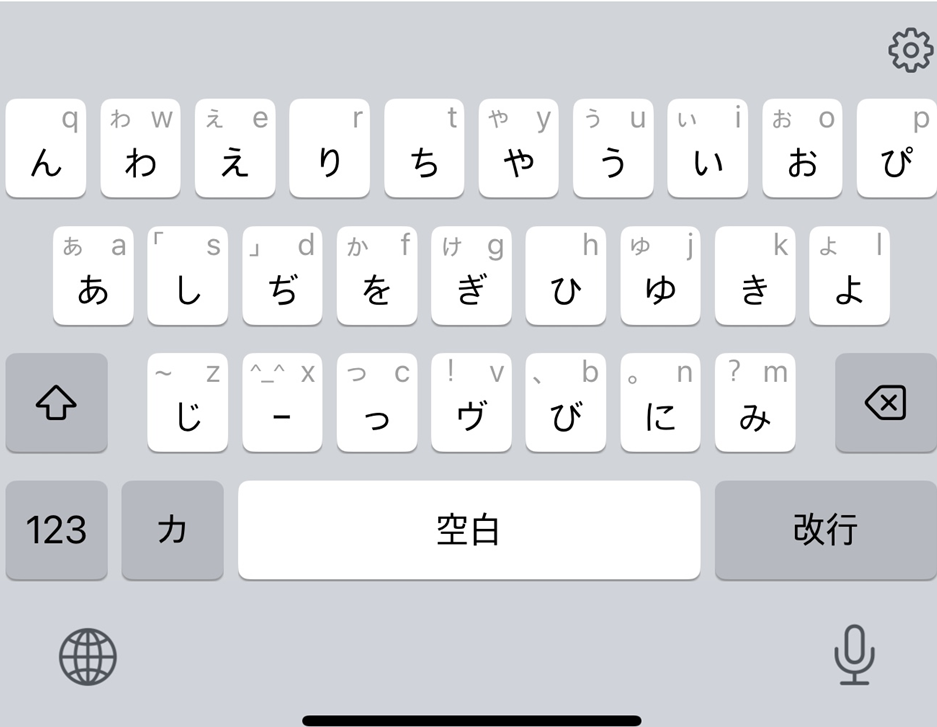 q わ w え e r t や y う u い i お o p
ん わ え り ち や う い お ぴ
あ a 「 s 」 d か f け g h ゆ j k よ l
あ し ぢ を ぎ ひ ゆ き よ
~ z ^_^ x っ c ! v 、 b 。 n ? m
じ ー っ ヴ び に み
123 カ 空白 改行